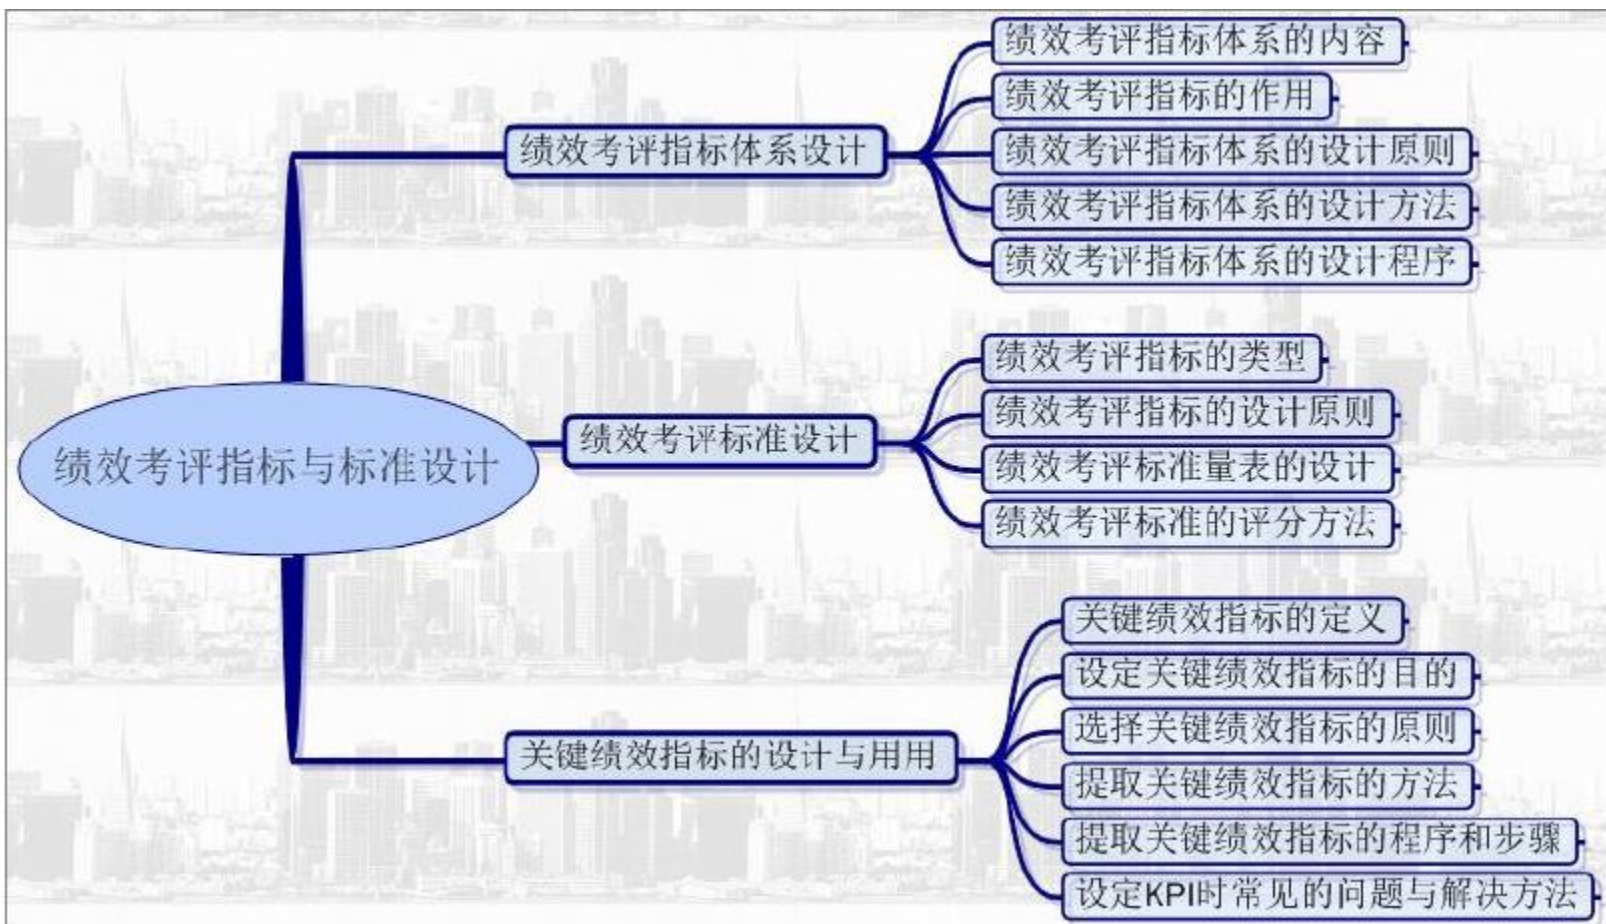 绩效考评指标与标准设计
绩效考评指标体系设计
绩效考评指标体系的内容
绩效考评指标的作用
绩效考评指标体系的设计原则
绩效考评指标体系的设计方法
绩效考评指标体系的设计程序
绩效考评标准设计
绩效考评指标的类型
绩效考评指标的设计原则
绩效考评标准量表的设计
绩效考评标准的评分方法
关键绩效指标的设计与用用
关键绩效指标的定义
设定关键绩效指标的目的
选择关键绩效指标的原则
提取关键绩效指标的方法
提取关键绩效指标的程序和步骤
设定KPI时常见的问题与解决方法